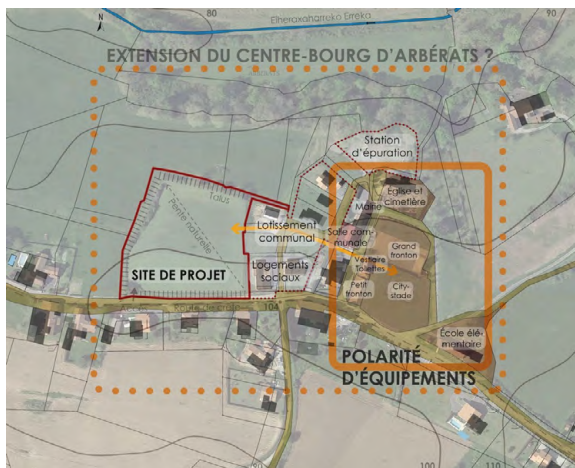 80
90
Elheraxaharreko Erreka
N
EXTENSION DU CENTRE-BOURG D'ARBÉRATS ?
Station
d'épuration
Talus
Pente naturelle
Église et
cimetière
Mairie
Lotissement
communal
Salle com-
munale
Grand
fronton
SITE DE PROJET
Logements
sociaux
Vestiaire
Toilettes
Petit
fronton
City-
stade
104
École élé-
mentaire
POLARITÉ
D'ÉQUIPEMENTS
90
100
110